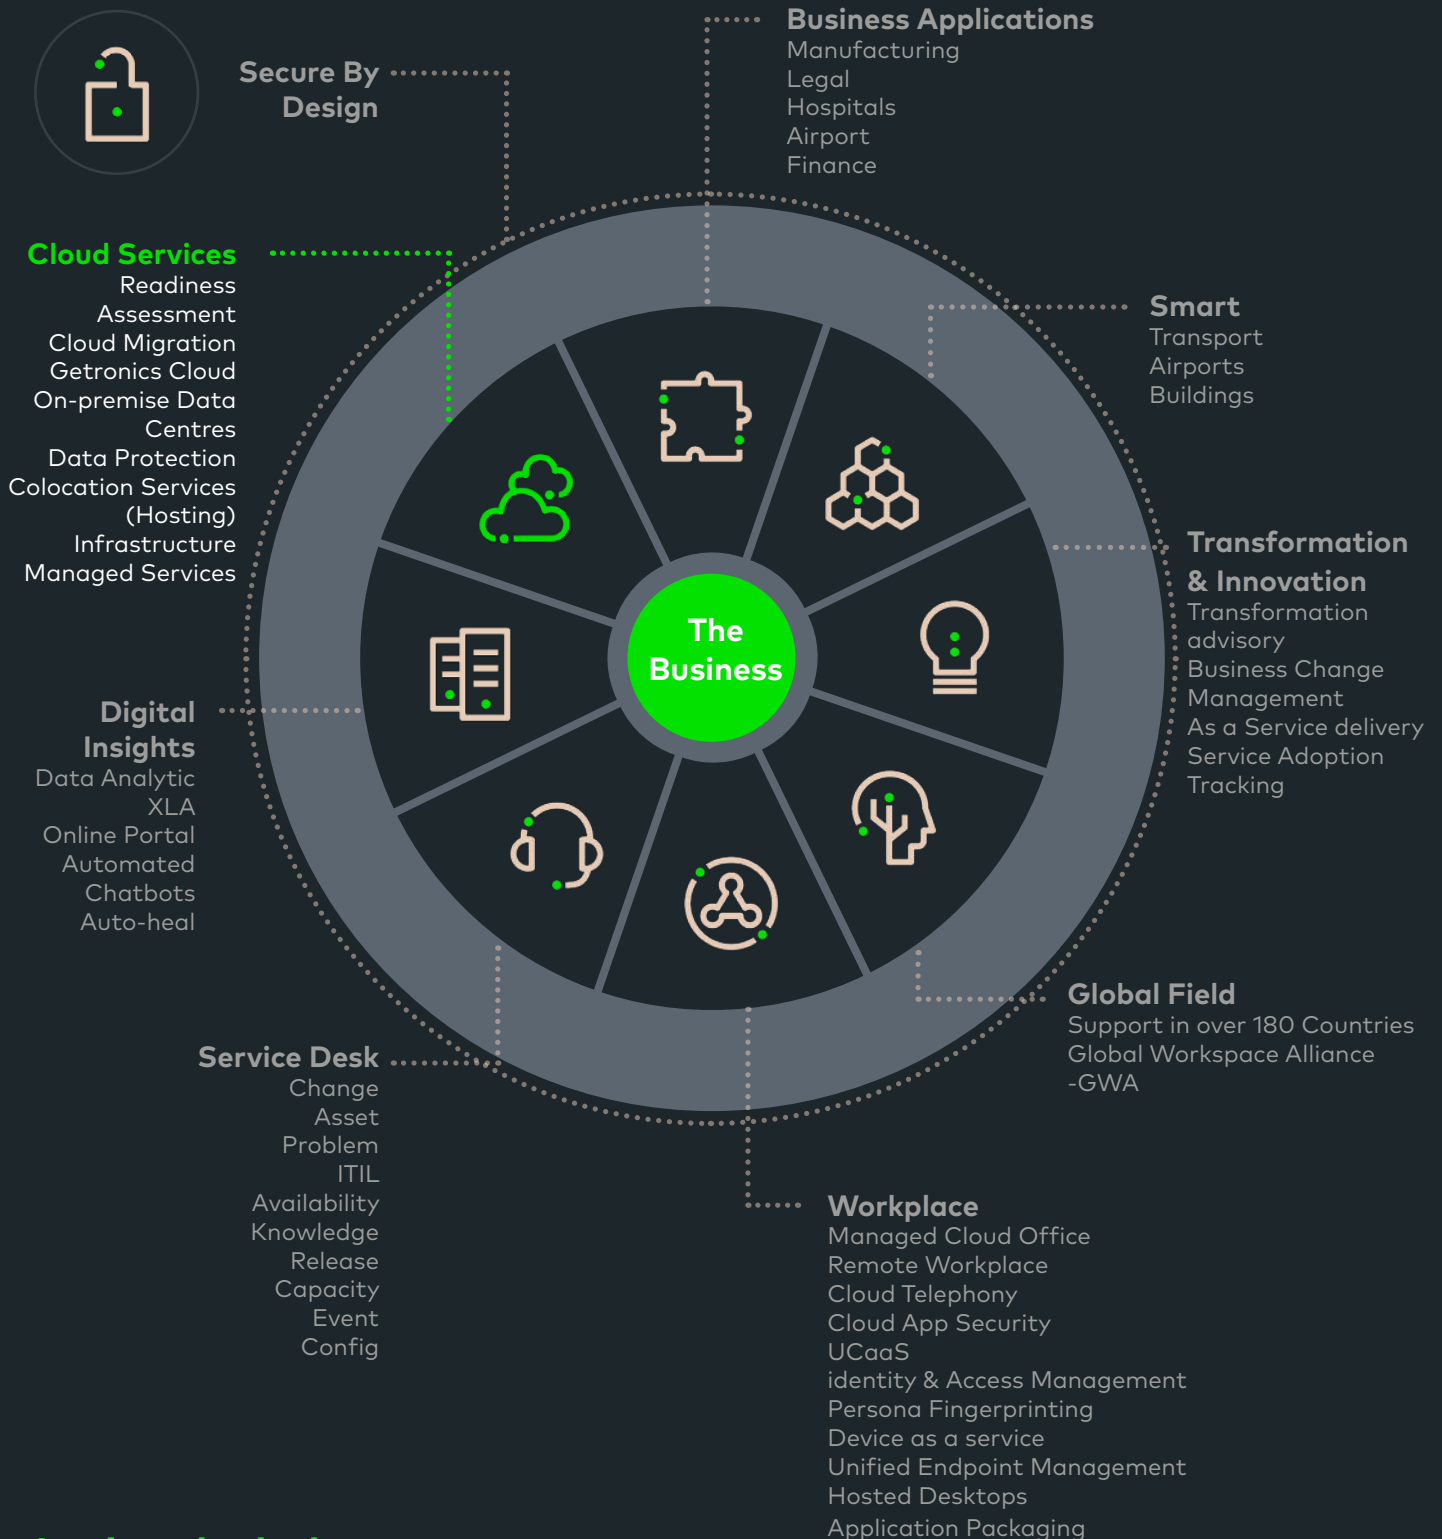 Business Applications
Manufacturing
Legal
Hospitals
Airport
Finance
Secure By
Design
Cloud Services
Readiness
Assessment
Cloud Migration
Getronics Cloud
On-premise Data
Centres
Data Protection
Colocation Services
(Hosting)
Infrastructure
Managed Services
Smart
Transport
Airports
Buildings
Transformation
& Innovation
Transformation
advisory
Business Change
Management
As a Service delivery
Service Adoption
Tracking
The
Business
Digital
Insights
Data Analytic
XLA
Online Portal
Automated
Chatbots
Auto-heal
Global Field
Support in over 180 Countries
Global Workspace Alliance
-GWA
Service Desk
Change
Asset
Problem
ITIL
Availability
Knowledge
Release
Capacity
Event
Config
Workplace
Managed Cloud Office
Remote Workplace
Cloud Telephony
Cloud App Security
UCaaS
identity & Access Management
Persona Fingerprinting
Device as a service
Unified Endpoint Management
Hosted Desktops
Application Packaging